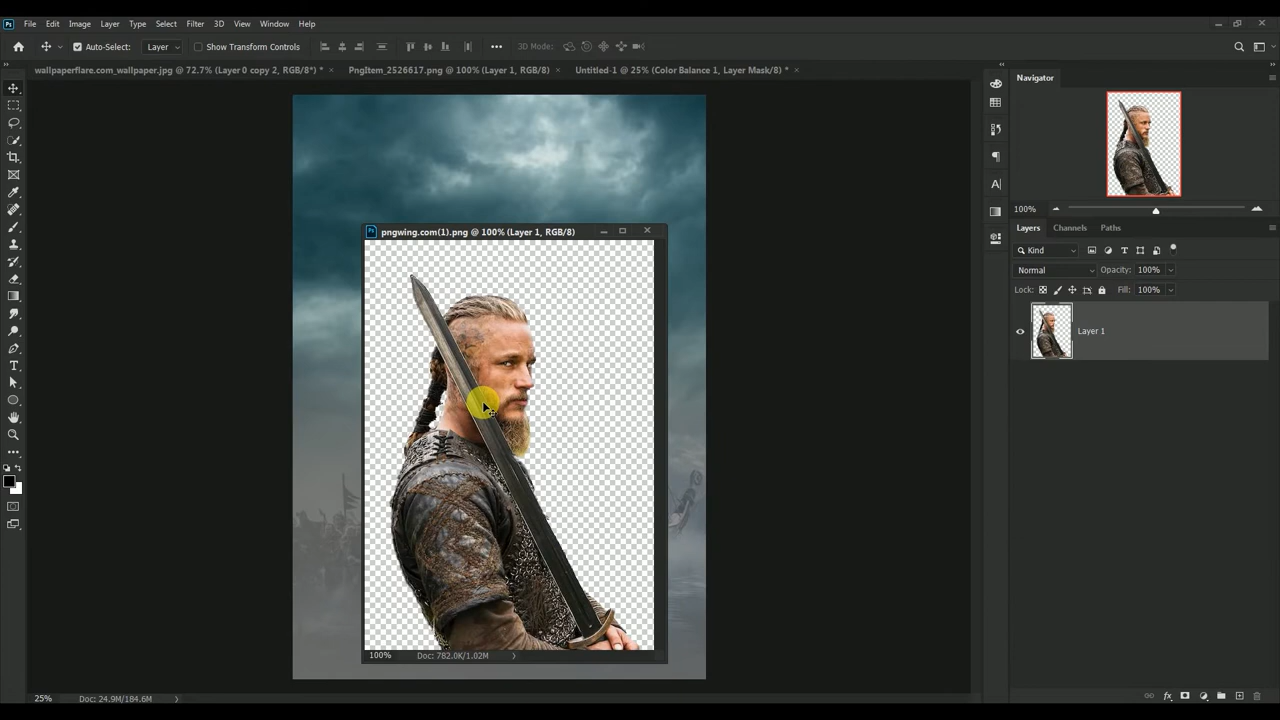 Ps File Edit Image Layer Type Select Filter 3D View Window Help
Auto-Select: Layer Show Transform Controls 3D Mode:
wallpaperflare.com_wallpaper.jpg @ 72.7% (Layer 0 copy 2, RGB/8*) * × PngItem_2526617.png @ 100% (Layer 1, RGB/8) × Untitled-1 @ 25% (Color Balance 1, Layer Mask/8) * ×
Navigator
100%
Layers Channels Paths
Ps pngwing.com(1).png @ 100% (Layer 1, RGB/8)
Kind
Normal Opacity: 100%
Lock: Fill: 100%
Layer 1
100% Doc: 782.0K/1.02M
25% Doc: 24.9M/184.6M
fx